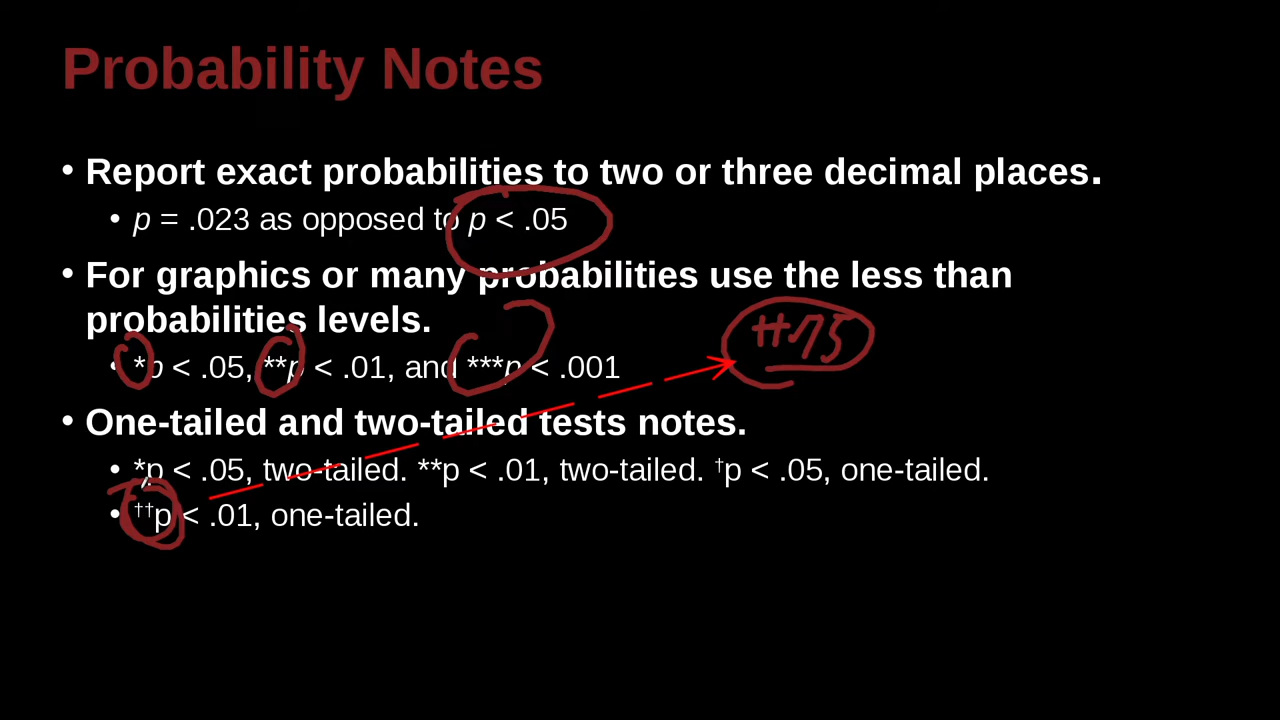 Probability Notes
• Report exact probabilities to two or three decimal places.
• p = .023 as opposed to p < .05
• For graphics or many probabilities use the less than
probabilities levels.
• *p < .05, **p < .01, and ***p < .001
• One-tailed and two-tailed tests notes.
• *p < .05, two-tailed. **p < .01, two-tailed. †p < .05, one-tailed.
• ††p < .01, one-tailed.